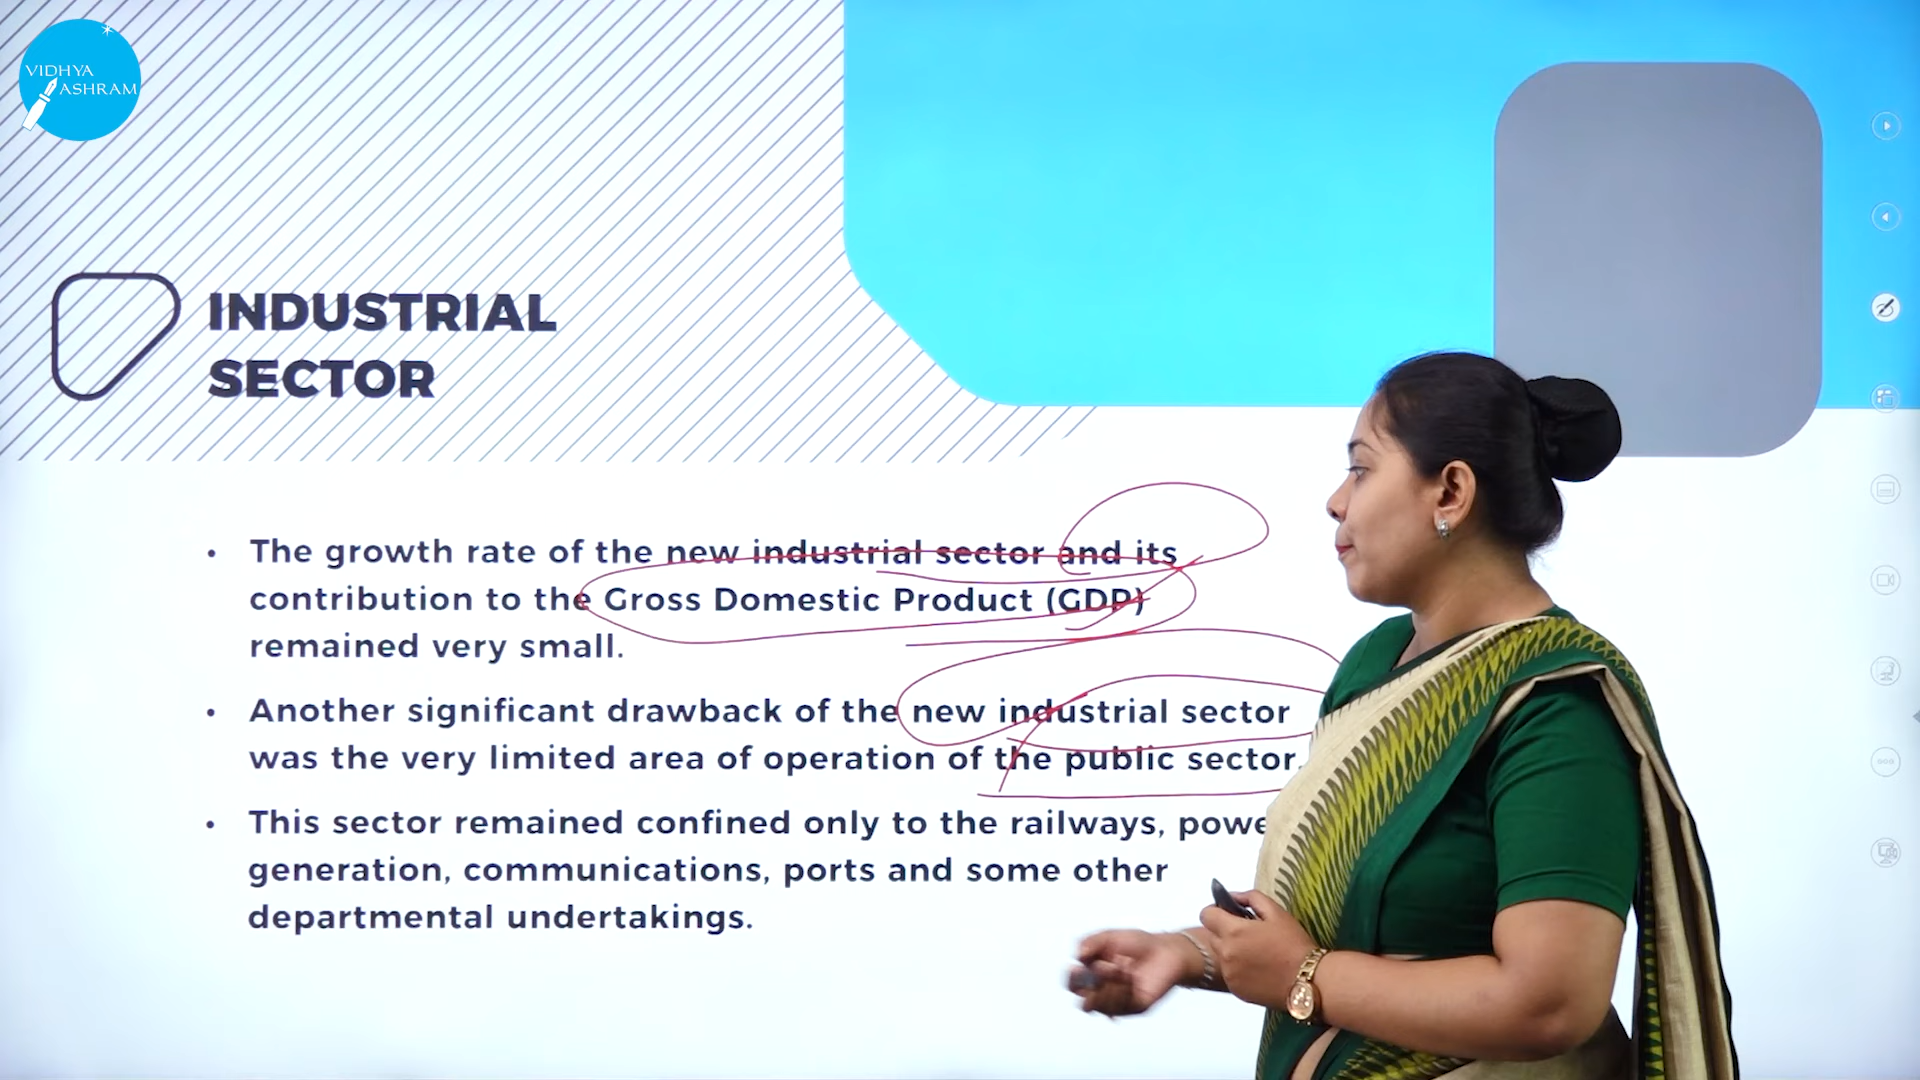 VIDHYA
ASHRAM
INDUSTRIAL
SECTOR
• The growth rate of the new industrial sector and its
contribution to the Gross Domestic Product (GDP)
remained very small.
• Another significant drawback of the new industrial sector
was the very limited area of operation of the public sector.
• This sector remained confined only to the railways,
generation, communications, ports and some other
departmental undertakings.